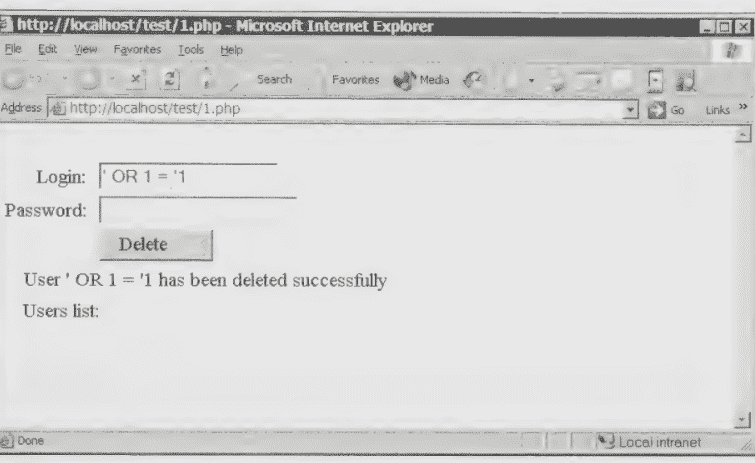 http://localhost/test/1.php - Microsoft Internet Explorer
File Edit View Favorites Tools Help
Search Favorites Media
Address http://localhost/test/1.php Go Links »
Login: ' OR 1 = '1
Password:
Delete
User ' OR 1 = '1 has been deleted successfully
Users list:
Done Local intranet